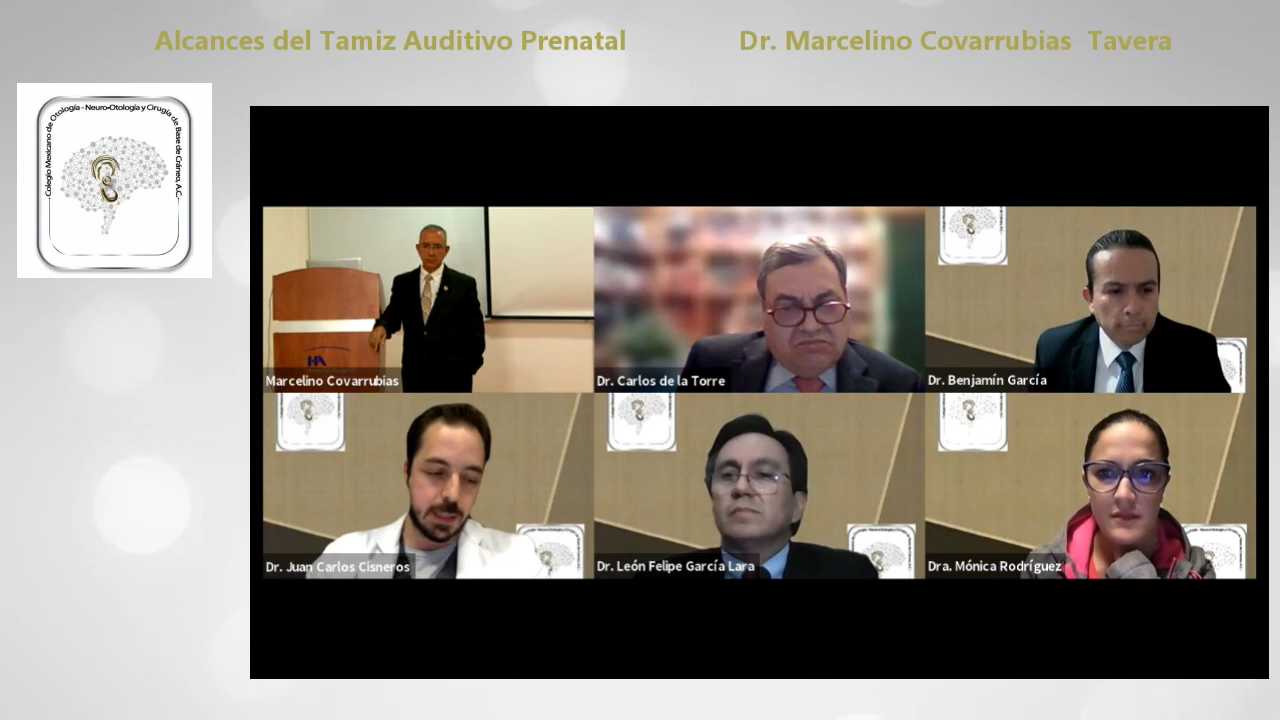 Alcances del Tamiz Auditivo Prenatal
Dr. Marcelino Covarrubias Tavera
Colegio Mexicano de Otología - Neuro-Otología y Cirugía de Base de Cráneo, A.C.
HA
Marcelino Covarrubias
Dr. Carlos de la Torre
Dr. Benjamín García
Dr. Juan Carlos Cisneros
Dr. León Felipe García Lara
Dra. Mónica Rodríguez